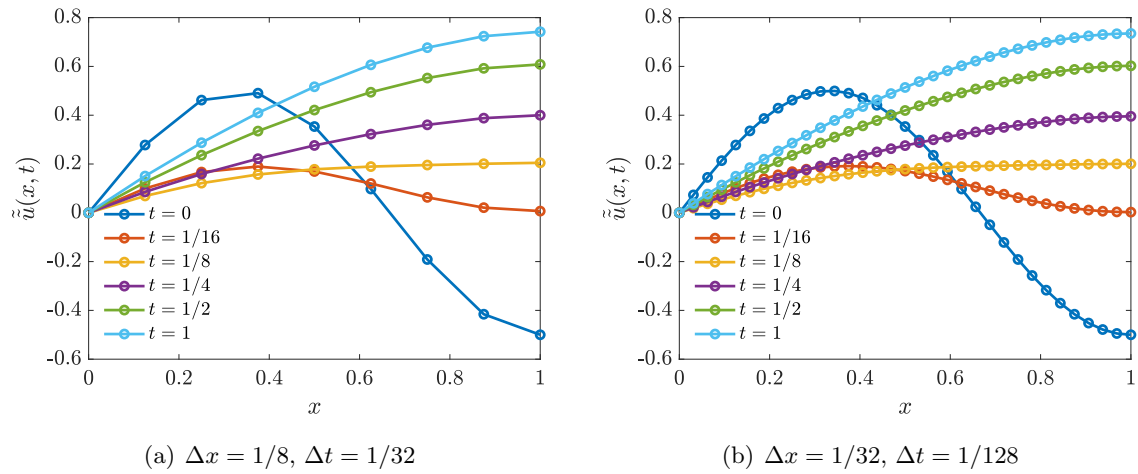 0.8
0.6
0.4
0.2
0
-0.2
-0.4
-0.6
ũ(x, t)
t = 0
t = 1/16
t = 1/8
t = 1/4
t = 1/2
t = 1
0 0.2 0.4 0.6 0.8 1
x
(a) Δx = 1/8, Δt = 1/32
0.8
0.6
0.4
0.2
0
-0.2
-0.4
-0.6
ũ(x, t)
t = 0
t = 1/16
t = 1/8
t = 1/4
t = 1/2
t = 1
0 0.2 0.4 0.6 0.8 1
x
(b) Δx = 1/32, Δt = 1/128